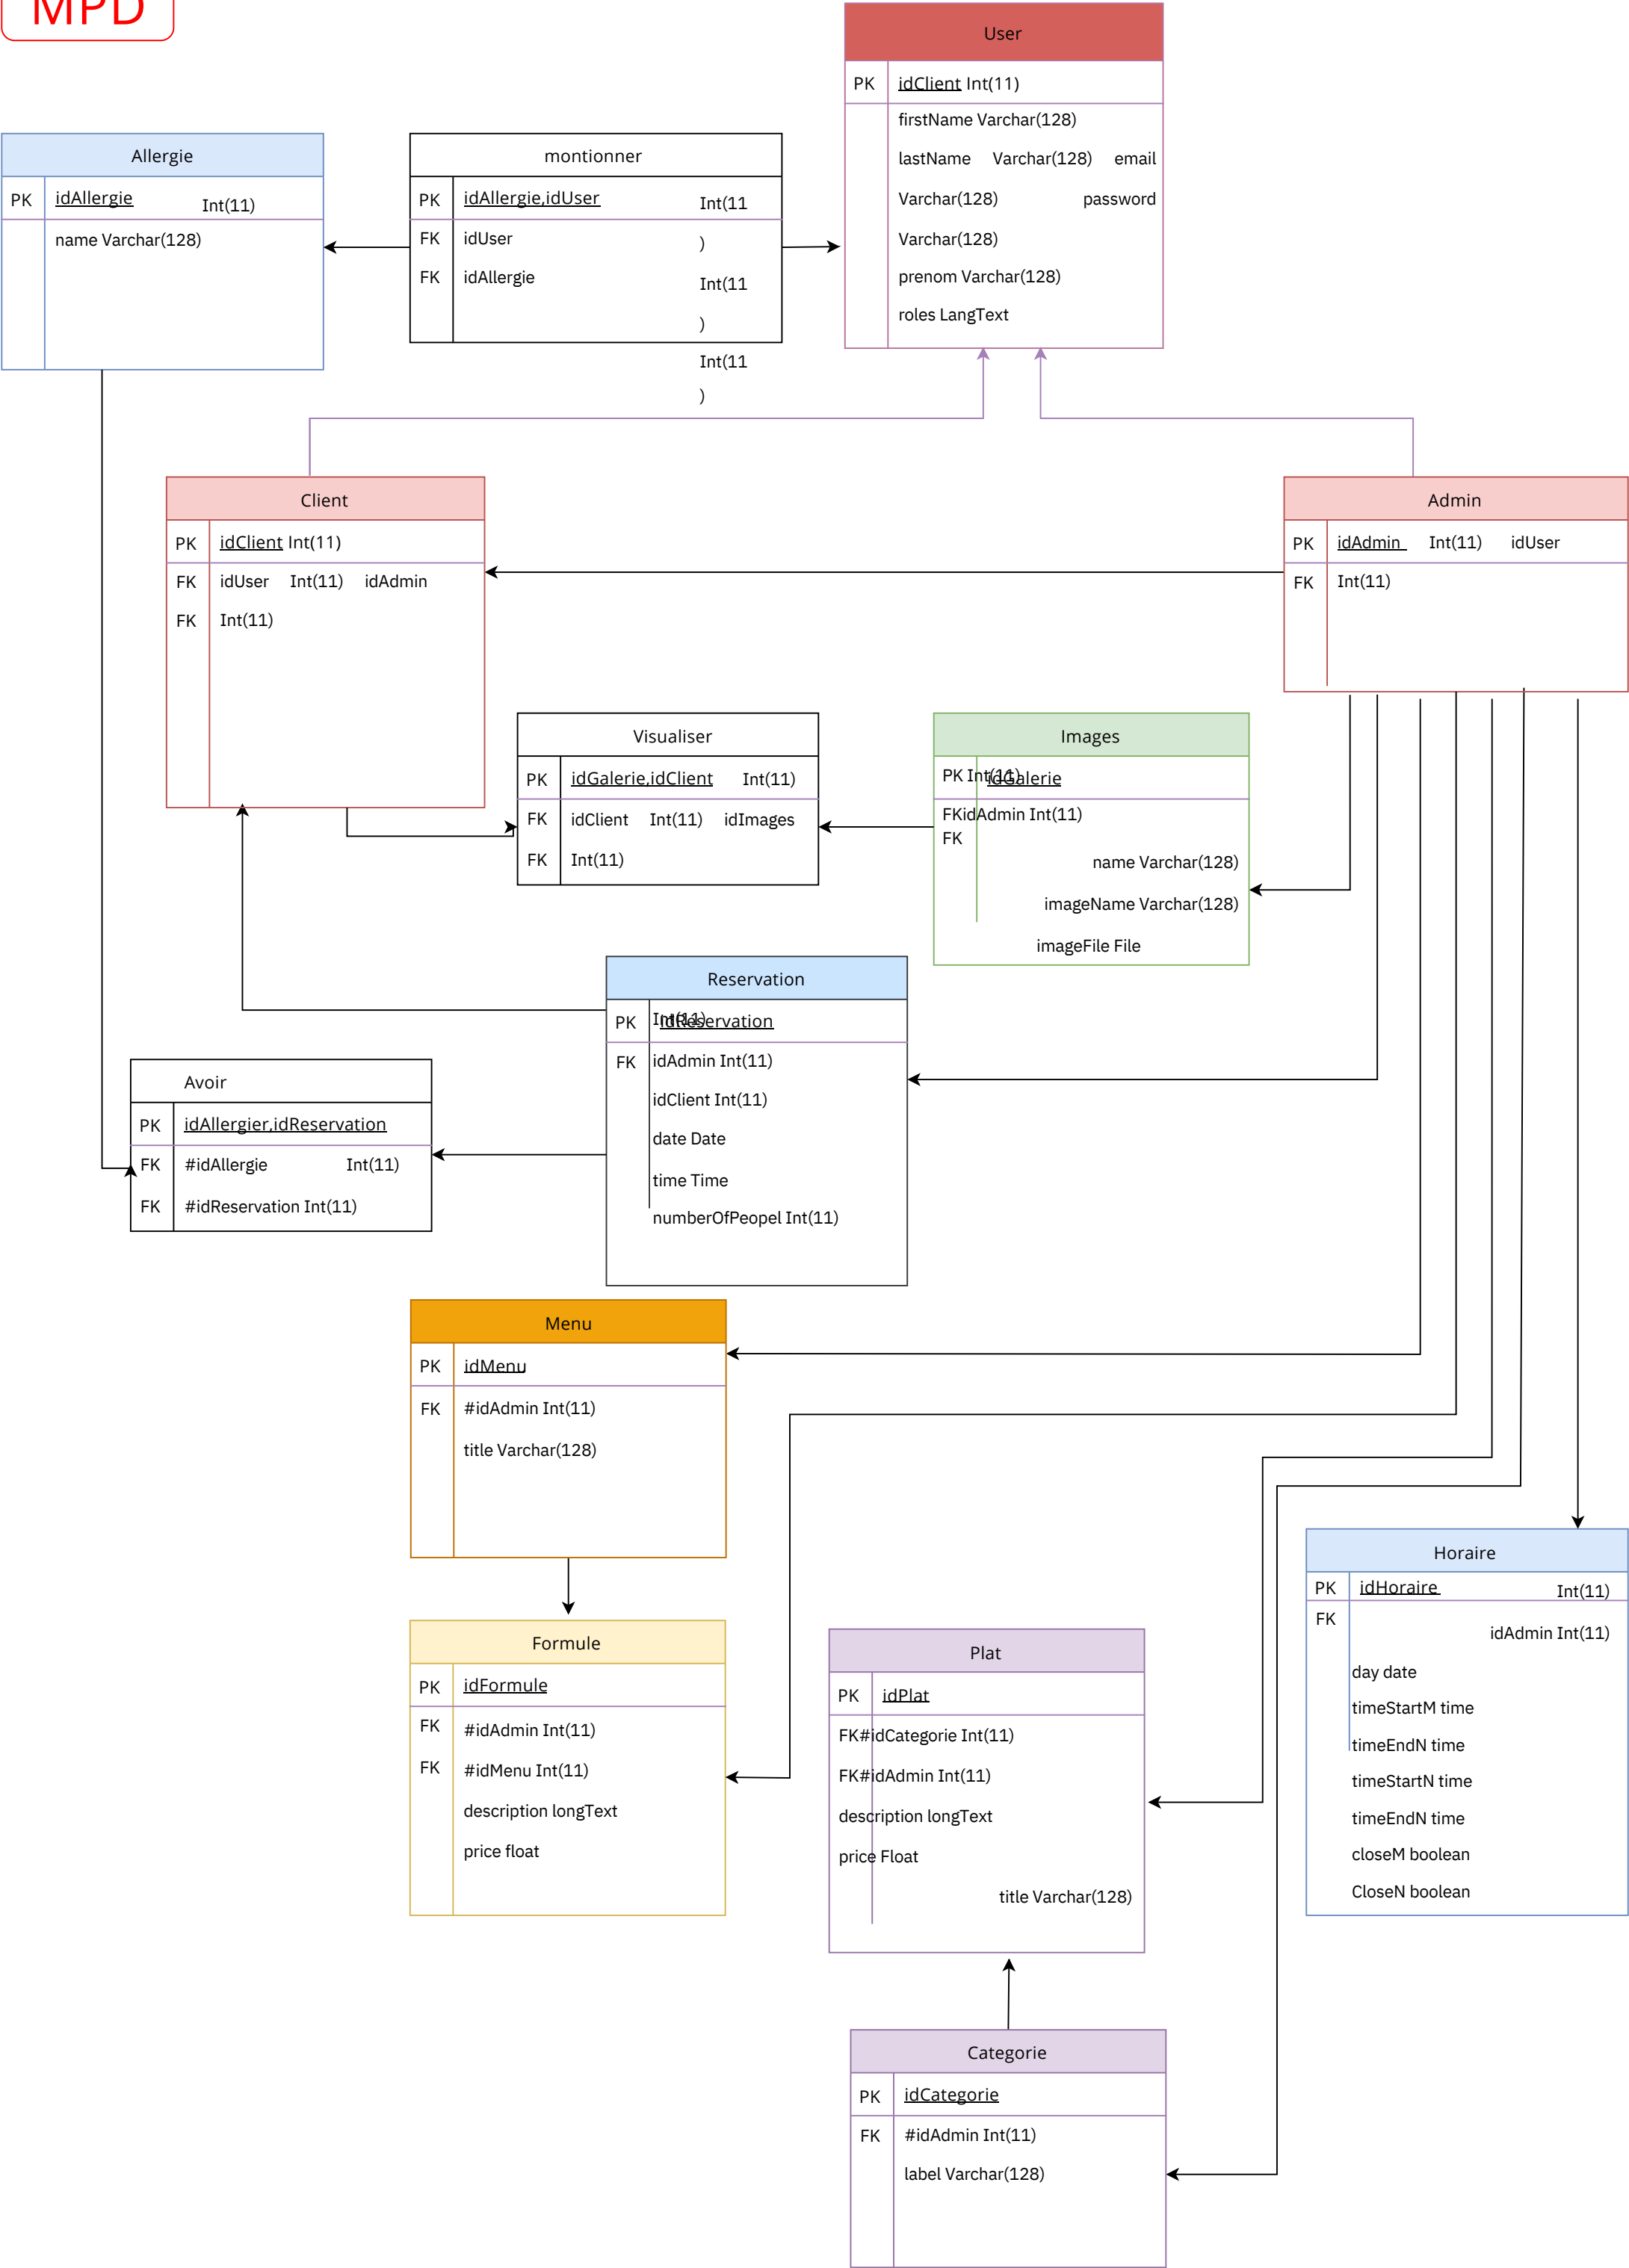 MPD
User
PK idClient Int(11)
firstName Varchar(128)
lastName Varchar(128) email
Varchar(128) password
Varchar(128)
prenom Varchar(128)
roles LangText
Allergie
PK idAllergie Int(11)
name Varchar(128)
montionner
PK idAllergie,idUser Int(11
FK idUser )
FK idAllergie Int(11
)
Int(11
)
Client
PK idClient Int(11)
FK idUser Int(11) idAdmin
FK Int(11)
Admin
PK idAdmin Int(11) idUser
FK Int(11)
Visualiser
PK idGalerie,idClient Int(11)
FK idClient Int(11) idImages
FK Int(11)
Images
PK Int(11) idGalerie
FKidAdmin Int(11)
FK
name Varchar(128)
imageName Varchar(128)
imageFile File
Reservation
PK Int(11) idReservation
FK idAdmin Int(11)
idClient Int(11)
date Date
time Time
numberOfPeopel Int(11)
Avoir
PK idAllergier,idReservation
FK #idAllergie Int(11)
FK #idReservation Int(11)
Menu
PK idMenu
FK #idAdmin Int(11)
title Varchar(128)
Formule
PK idFormule
FK #idAdmin Int(11)
FK #idMenu Int(11)
description longText
price float
Plat
PK idPlat
FK#idCategorie Int(11)
FK#idAdmin Int(11)
description longText
price Float
title Varchar(128)
Horaire
PK idHoraire Int(11)
FK
idAdmin Int(11)
day date
timeStartM time
timeEndN time
timeStartN time
timeEndN time
closeM boolean
CloseN boolean
Categorie
PK idCategorie
FK #idAdmin Int(11)
label Varchar(128)